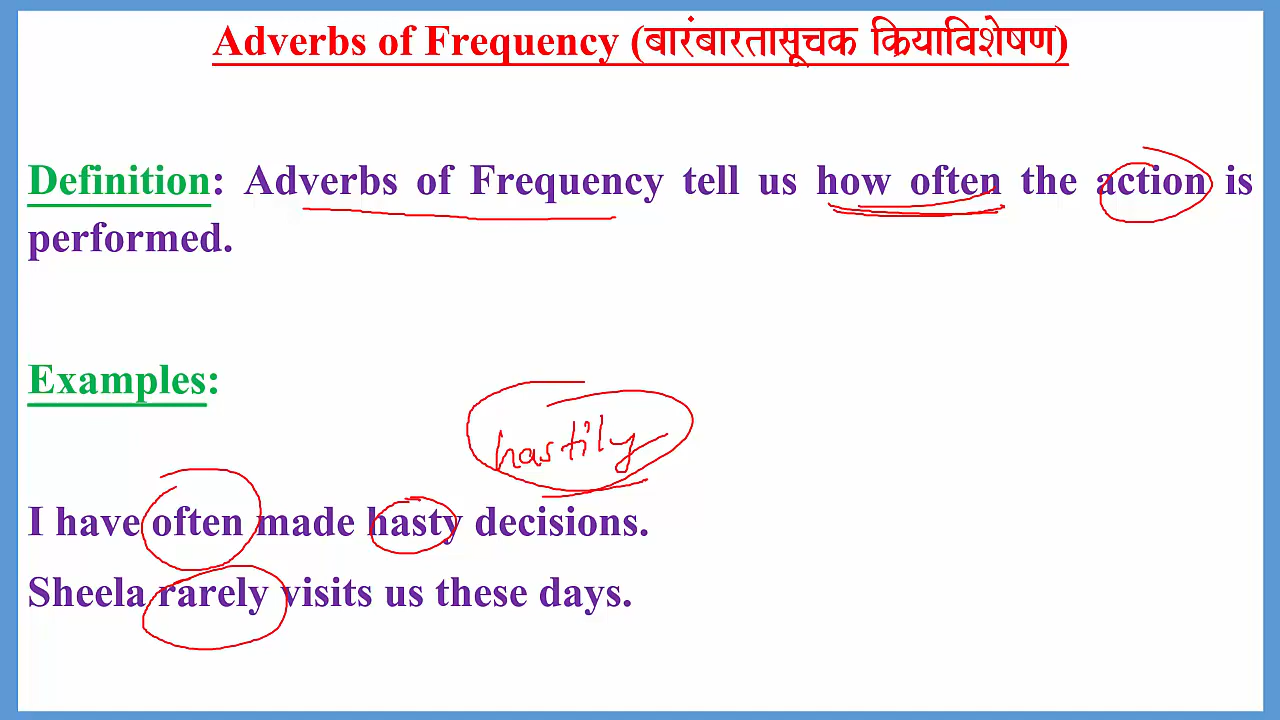 Adverbs of Frequency (बारंबारतासूचक क्रियाविशेषण)
Definition: Adverbs of Frequency tell us how often the action is
performed.
Examples:
hastily
I have often made hasty decisions.
Sheela rarely visits us these days.